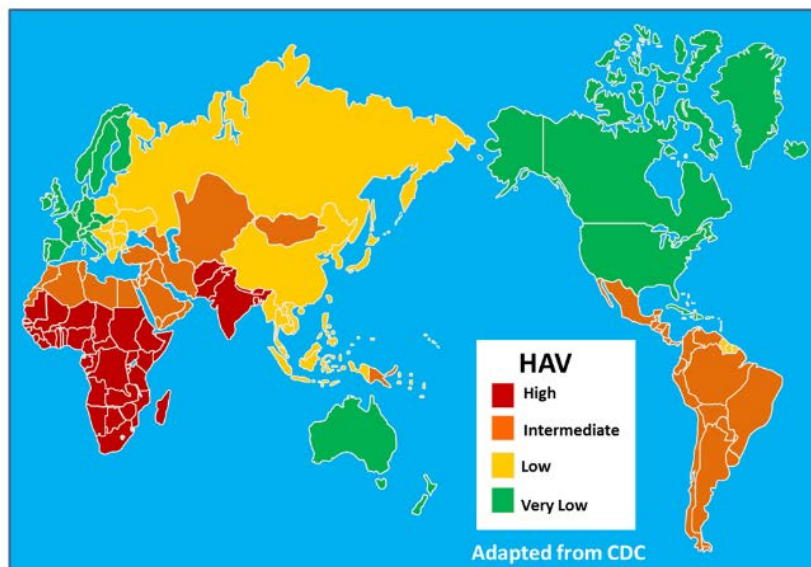 HAV
High
Intermediate
Low
Very Low
Adapted from CDC